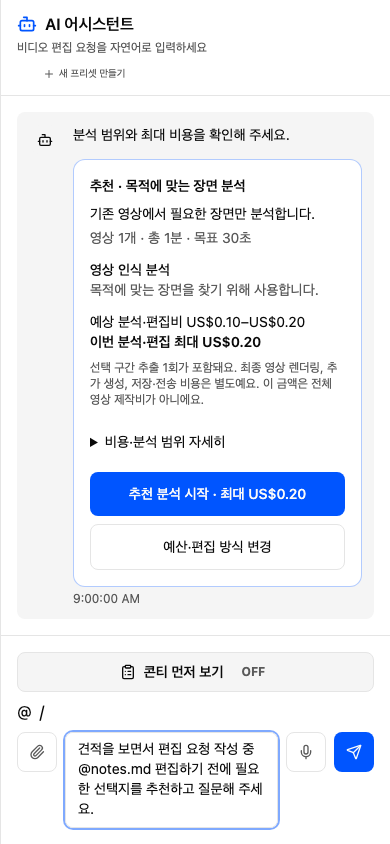 AI 어시스턴트
비디오 편집 요청을 자연어로 입력하세요
+ 새 프리셋 만들기
분석 범위와 최대 비용을 확인해 주세요.
추천 · 목적에 맞는 장면 분석
기존 영상에서 필요한 장면만 분석합니다.
영상 1개 · 총 1분 · 목표 30초
영상 인식 분석
목적에 맞는 장면을 찾기 위해 사용합니다.
예상 분석·편집비 US$0.10–US$0.20
이번 분석·편집 최대 US$0.20
선택 구간 추출 1회가 포함돼요. 최종 영상 렌더링, 추
가 생성, 저장·전송 비용은 별도예요. 이 금액은 전체
영상 제작비가 아니에요.
▶ 비용·분석 범위 자세히
추천 분석 시작 · 최대 US$0.20
예산·편집 방식 변경
9:00:00 AM
콘티 먼저 보기 OFF
@ /
견적을 보면서 편집 요청 작성 중
@notes.md 편집하기 전에 필요
한 선택지를 추천하고 질문해 주세
요.